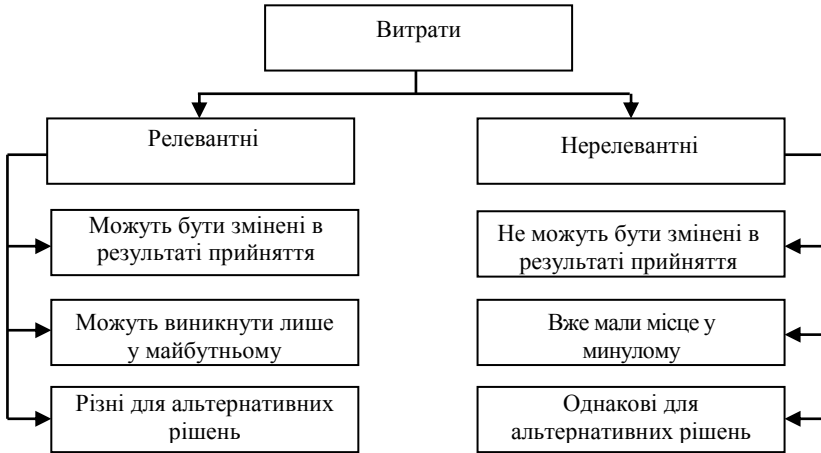 Витрати
Релевантні
Нерелевантні
Можуть бути змінені в
результаті прийняття
Не можуть бути змінені в
результаті прийняття
Можуть виникнути лише
у майбутньому
Вже мали місце у
минулому
Різні для альтернативних
рішень
Однакові для
альтернативних рішень